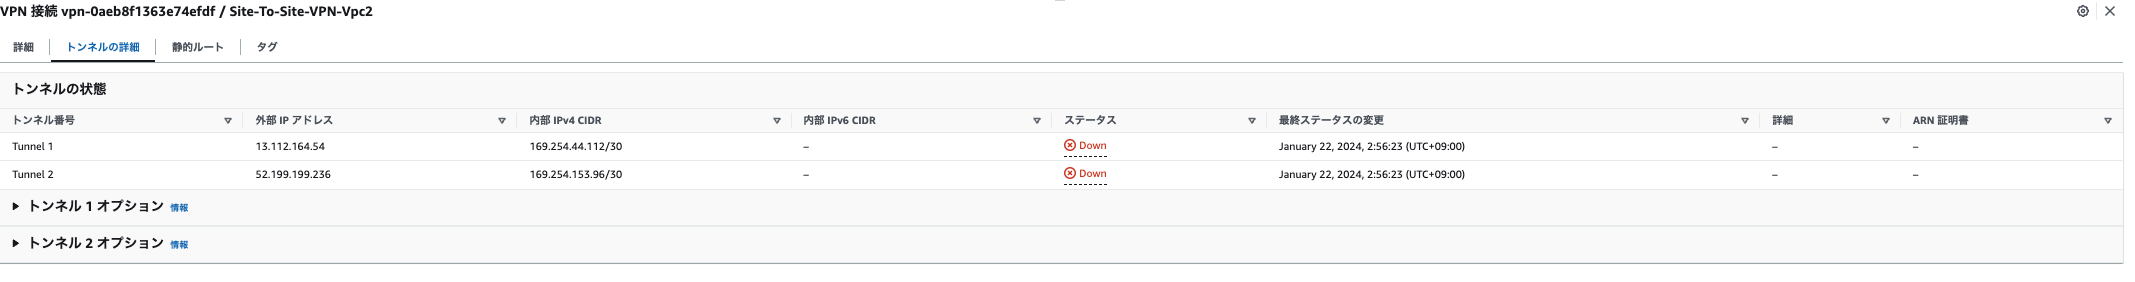 VPN 接続 vpn-0aeb8f1363e74efdf / Site-To-Site-VPN-Vpc2
詳細 トンネルの詳細 静的ルート タグ
トンネルの状態
トンネル番号 外部 IP アドレス 内部 IPv4 CIDR 内部 IPv6 CIDR ステータス 最終ステータスの変更 詳細 ARN 証明書
Tunnel 1 13.112.164.54 169.254.44.112/30 – Down January 22, 2024, 2:56:23 (UTC+09:00) – –
Tunnel 2 52.199.199.236 169.254.153.96/30 – Down January 22, 2024, 2:56:23 (UTC+09:00) – –
トンネル 1 オプション 情報
トンネル 2 オプション 情報